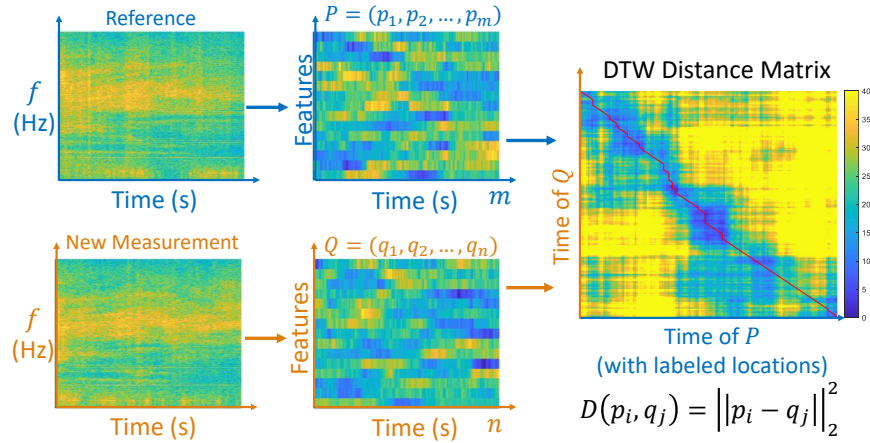 Reference
f
(Hz)
Time (s)
P = (p₁, p₂, …, pₘ)
Features
Time (s)
m
New Measurement
f
(Hz)
Time (s)
Q = (q₁, q₂, …, qₙ)
Features
Time (s)
n
DTW Distance Matrix
Time of Q
40
35
30
25
20
15
10
5
0
Time of P
(with labeled locations)
D(pᵢ, qⱼ) = ||pᵢ − qⱼ||₂²